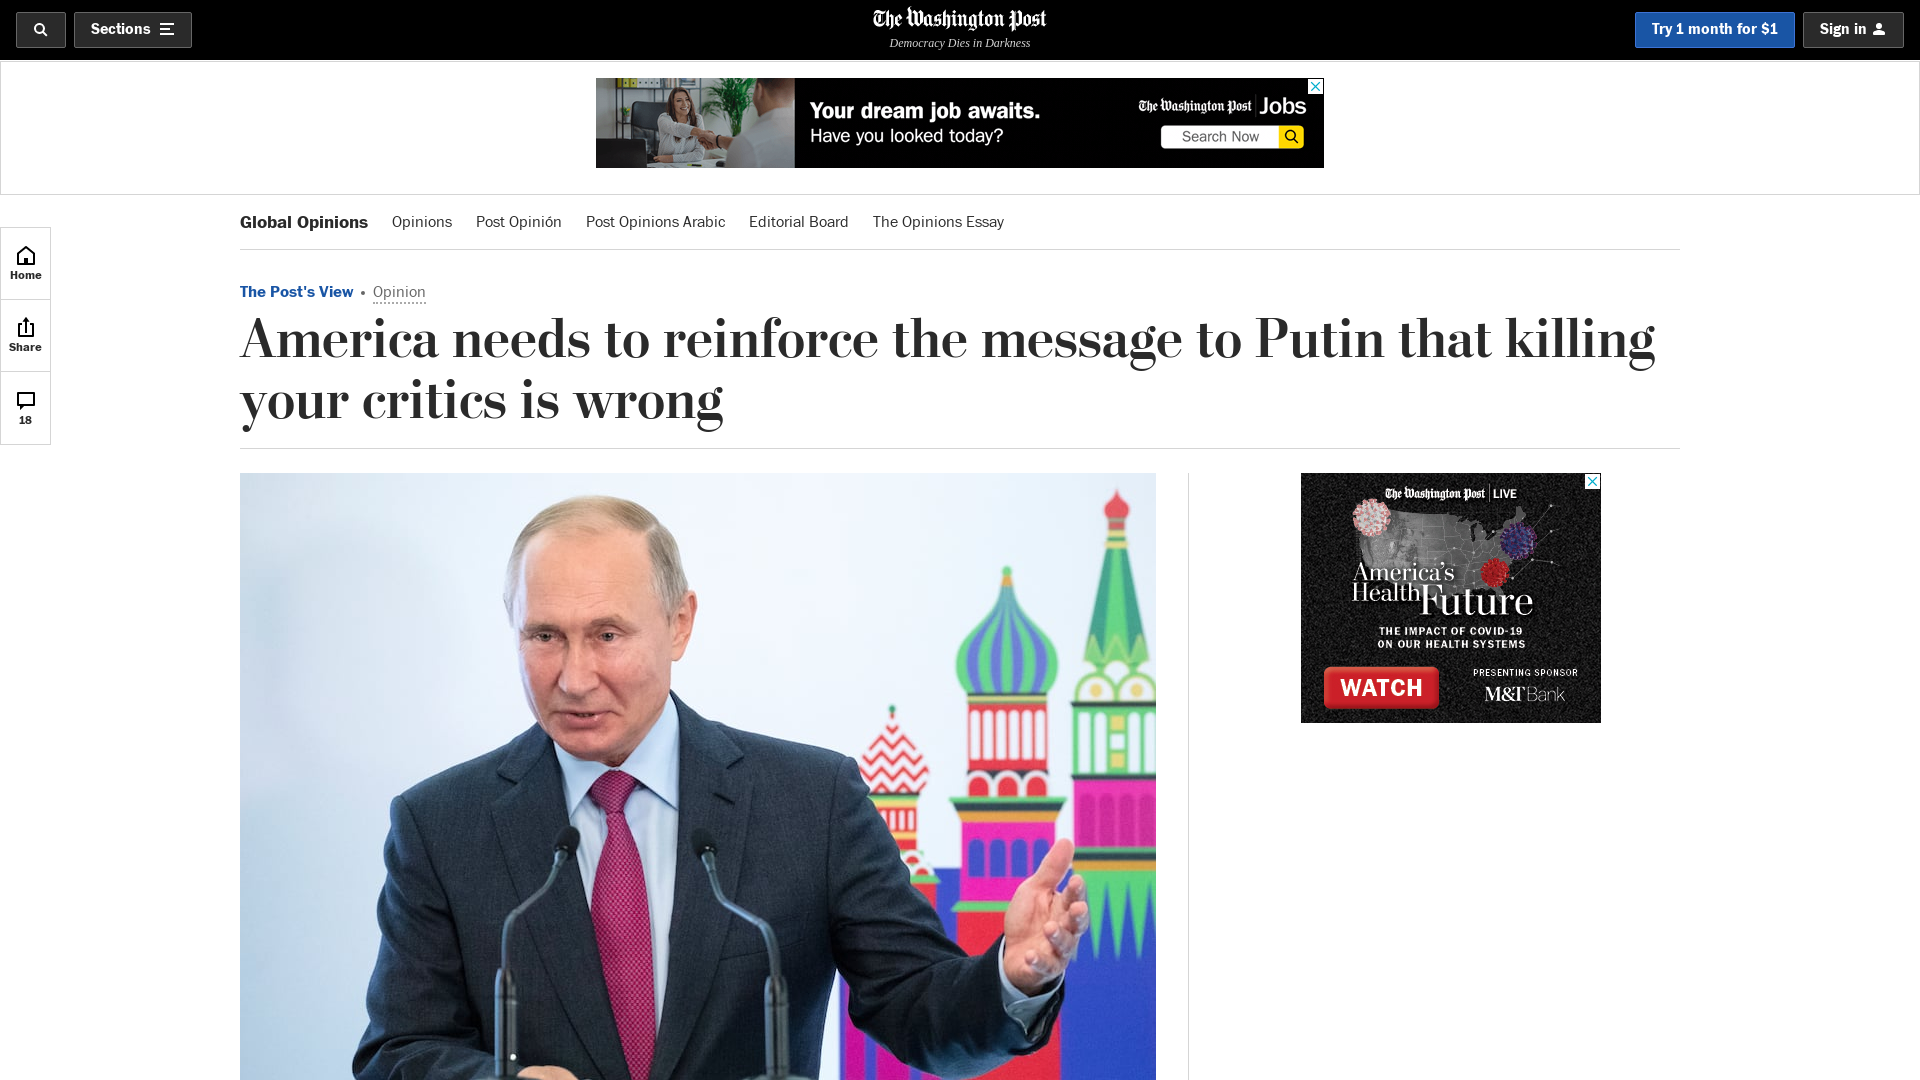 Sections
The Washington Post
Democracy Dies in Darkness
Try 1 month for $1
Sign in
Your dream job awaits.
Have you looked today?
The Washington Post Jobs
Search Now
Global Opinions
Opinions
Post Opinión
Post Opinions Arabic
Editorial Board
The Opinions Essay
Home
Share
18
The Post's View • Opinion
America needs to reinforce the message to Putin that killing
your critics is wrong
The Washington Post LIVE
America's
Health Future
THE IMPACT OF COVID-19
ON OUR HEALTH SYSTEMS
WATCH
PRESENTING SPONSOR
M&T Bank